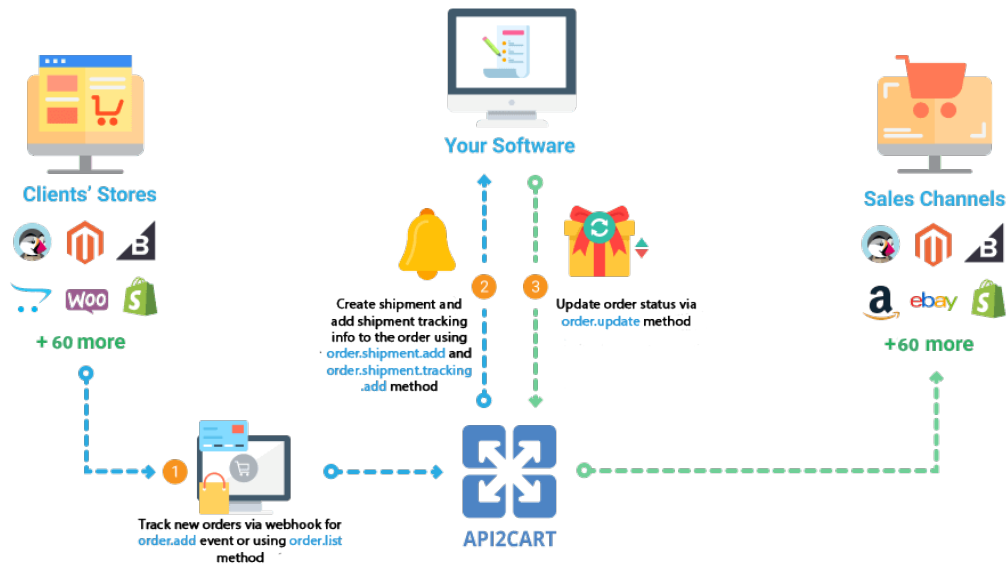 Your Software
Clients' Stores
Sales Channels
B
B
WOO
S
a
ebay
S
+ 60 more
+60 more
2
Create shipment and
add shipment tracking
info to the order using
order.shipment.add and
order.shipment.tracking
.add method
3
Update order status via
order.update method
1
Track new orders via webhook for
order.add event or using order.list
method
API2CART